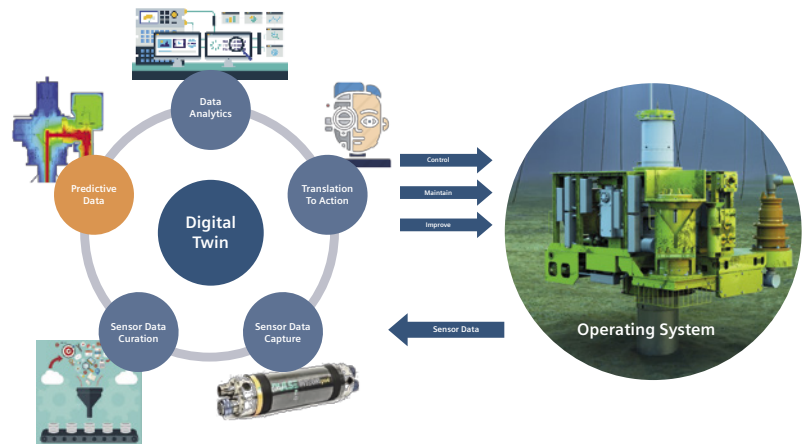 Data
Analytics
Predictive
Data
Translation
To Action
Digital
Twin
Sensor Data
Curation
Sensor Data
Capture
Control
Maintain
Improve
Sensor Data
Operating System